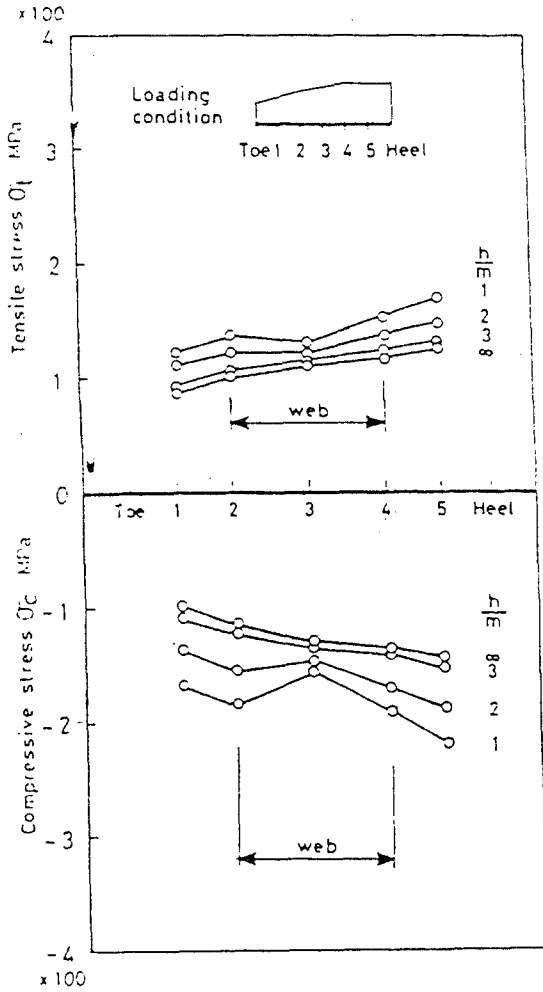 ×100
4
Loading
condition
Toe 1 2 3 4 5 Heel
3
Tensile stress σt MPa
2
h/m
1
2
3
∞
1
web
0
Toe 1 2 3 4 5 Heel
Compressive stress σc MPa
-1
h/m
∞
3
2
1
-2
web
-3
-4
×100